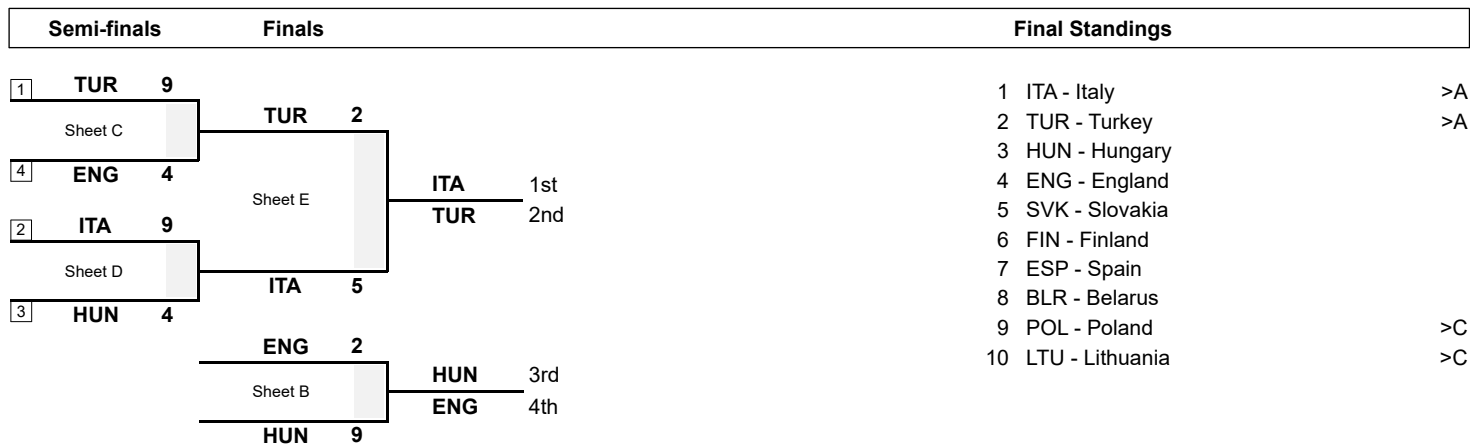 Semi-finals Finals Final Standings
1 TUR 9
Sheet C
4 ENG 4
TUR 2
Sheet E
ITA 5
2 ITA 9
Sheet D
3 HUN 4
ITA 1st
TUR 2nd
ENG 2
Sheet B
HUN 9
HUN 3rd
ENG 4th
1 ITA - Italy >A
2 TUR - Turkey >A
3 HUN - Hungary
4 ENG - England
5 SVK - Slovakia
6 FIN - Finland
7 ESP - Spain
8 BLR - Belarus
9 POL - Poland >C
10 LTU - Lithuania >C